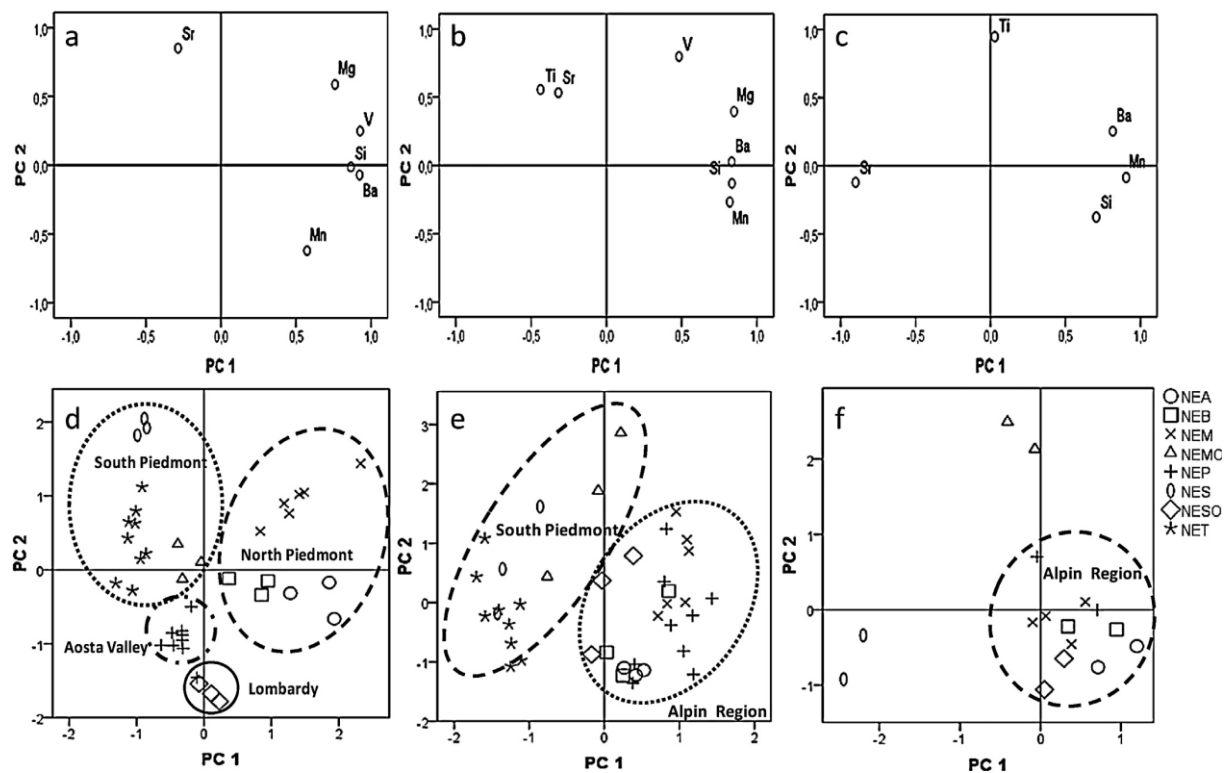 a
Sr
Mg
V
Si
Ba
Mn
PC 2
1,0
0,5
0,0
-0,5
-1,0
-1,0 -0,5 0,0 0,5 1,0
PC 1
b
V
Ti Sr
Mg
Ba
Si
Mn
PC 2
1,0
0,5
0,0
-0,5
-1,0
-1,0 -0,5 0,0 0,5 1,0
PC 1
c
Ti
Ba
Mn
Sr
Si
PC 2
1,0
0,5
0,0
-0,5
-1,0
-1,0 -0,5 0,0 0,5 1,0
PC 1
d
South Piedmont
North Piedmont
Aosta Valley
Lombardy
PC 2
2
1
0
-1
-2
-2 -1 0 1 2
PC 1
e
South Piedmont
Alpin Region
PC 2
3
2
1
0
-1
-2
-2 -1 0 1 2
PC 1
f
Alpin Region
PC 2
2
1
0
-1
-2 -1 0 1
PC 1
NEA
NEB
NEM
NEMO
NEP
NES
NESO
NET